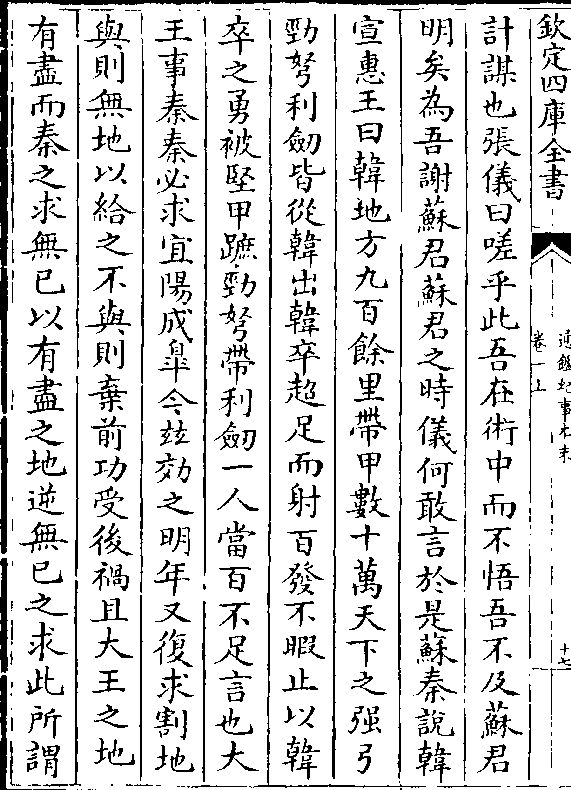 欽定四庫全書
通鑑紀事本末
卷一上
十七
計謀也張儀曰嗟乎此吾在術中而不悟吾不及蘇君
明矣為吾謝蘇君蘇君之時儀何敢言於是蘇秦說韓
宣惠王曰韓地方九百餘里帶甲數十萬天下之强弓
勁弩利劒皆從韓出韓卒超足而射百發不暇止以韓
卒之勇被堅甲蹠勁弩帶利劒一人當百不足言也大
王事秦秦必求宜陽成臯今兹效之明年又復求割地
與則無地以給之不與則棄前功受後禍且大王之地
有盡而秦之求無已以有盡之地逆無已之求此所謂